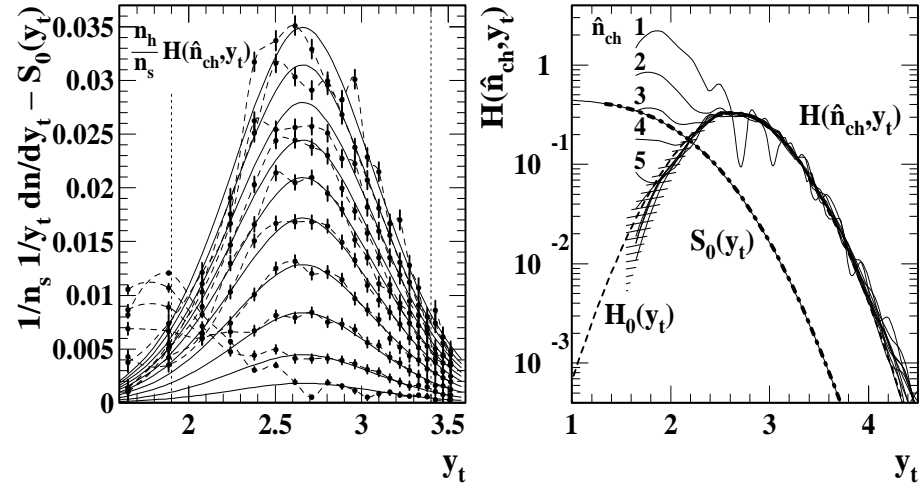 1/n_s 1/y_t dn/dy_t – S_0(y_t)
n_h/n_s H(n̂_ch,y_t)
0.035
0.03
0.025
0.02
0.015
0.01
0.005
0
2
2.5
3
3.5
y_t
H(n̂_ch,y_t)
n̂_ch
1
2
3
4
5
1
10^-1
10^-2
10^-3
H(n̂_ch,y_t)
S_0(y_t)
H_0(y_t)
1
2
3
4
y_t